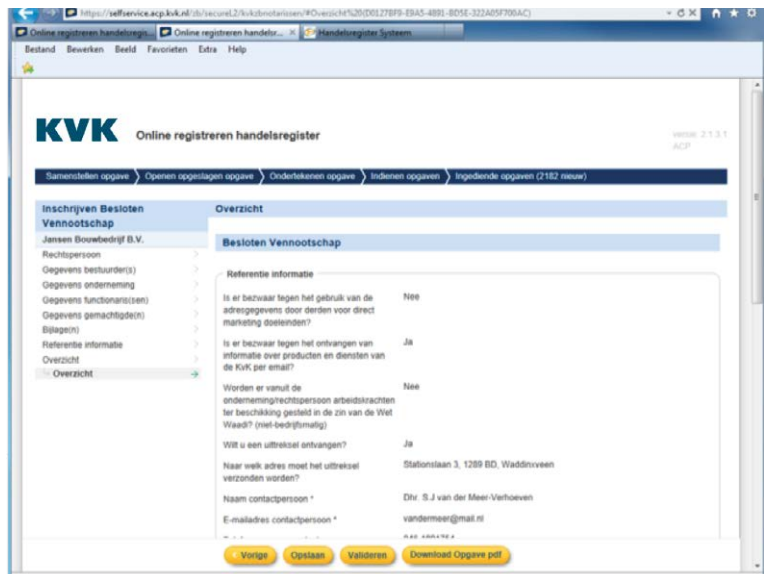 https://selfservice.acp.kvk.nl/zb/secureL2/kvkzbnotarissen/#Overzicht%20(D0127BF9-E9A5-4891-BD5E-322A05F700AC)
Online registreren handelsregis... Online registreren handelsr... Handelsregister Systeem
Bestand Bewerken Beeld Favorieten Extra Help
KVK Online registreren handelsregister
versie: 2.1.3.1
ACP
Samenstellen opgave Openen opgeslagen opgave Ondertekenen opgave Indienen opgaven Ingediende opgaven (2182 nieuw)
Inschrijven Besloten
Vennootschap
Jansen Bouwbedrijf B.V.
Rechtspersoon
Gegevens bestuurder(s)
Gegevens onderneming
Gegevens functionaris(sen)
Gegevens gemachtigde(n)
Bijlage(n)
Referentie informatie
Overzicht
Overzicht
Overzicht
Besloten Vennootschap
Referentie informatie
Is er bezwaar tegen het gebruik van de Nee
adresgegevens door derden voor direct
marketing doeleinden?
Is er bezwaar tegen het ontvangen van Ja
informatie over producten en diensten van
de KvK per email?
Worden er vanuit de Nee
onderneming/rechtspersoon arbeidskrachten
ter beschikking gesteld in de zin van de Wet
Waadi? (niet-bedrijfsmatig)
Wilt u een uittreksel ontvangen? Ja
Naar welk adres moet het uittreksel Stationslaan 3, 1289 BD, Waddinxveen
verzonden worden?
Naam contactpersoon * Dhr. S.J van der Meer-Verhoeven
E-mailadres contactpersoon * vandermeer@mail.nl
Vorige Opslaan Valideren Download Opgave pdf